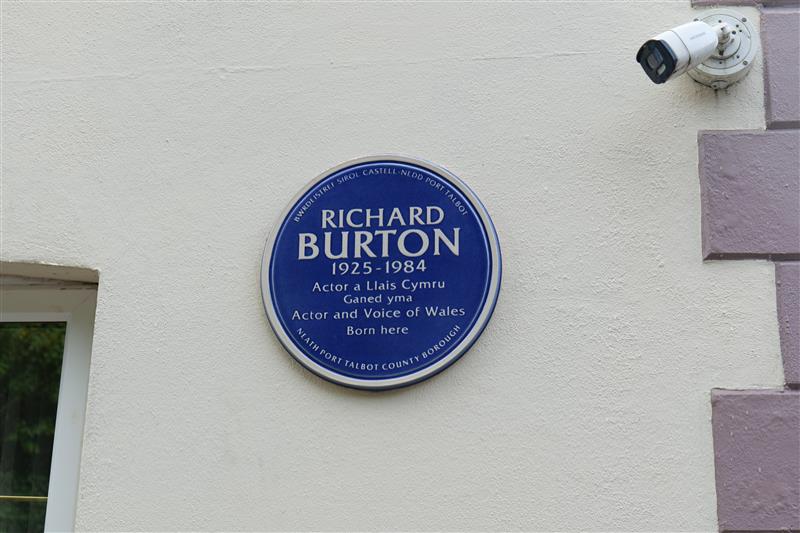 BWRDEISTREF SIROL CASTELL-NEDD PORT TALBOT
RICHARD
BURTON
1925-1984
Actor a Llais Cymru
Ganed yma
Actor and Voice of Wales
Born here
NEATH PORT TALBOT COUNTY BOROUGH